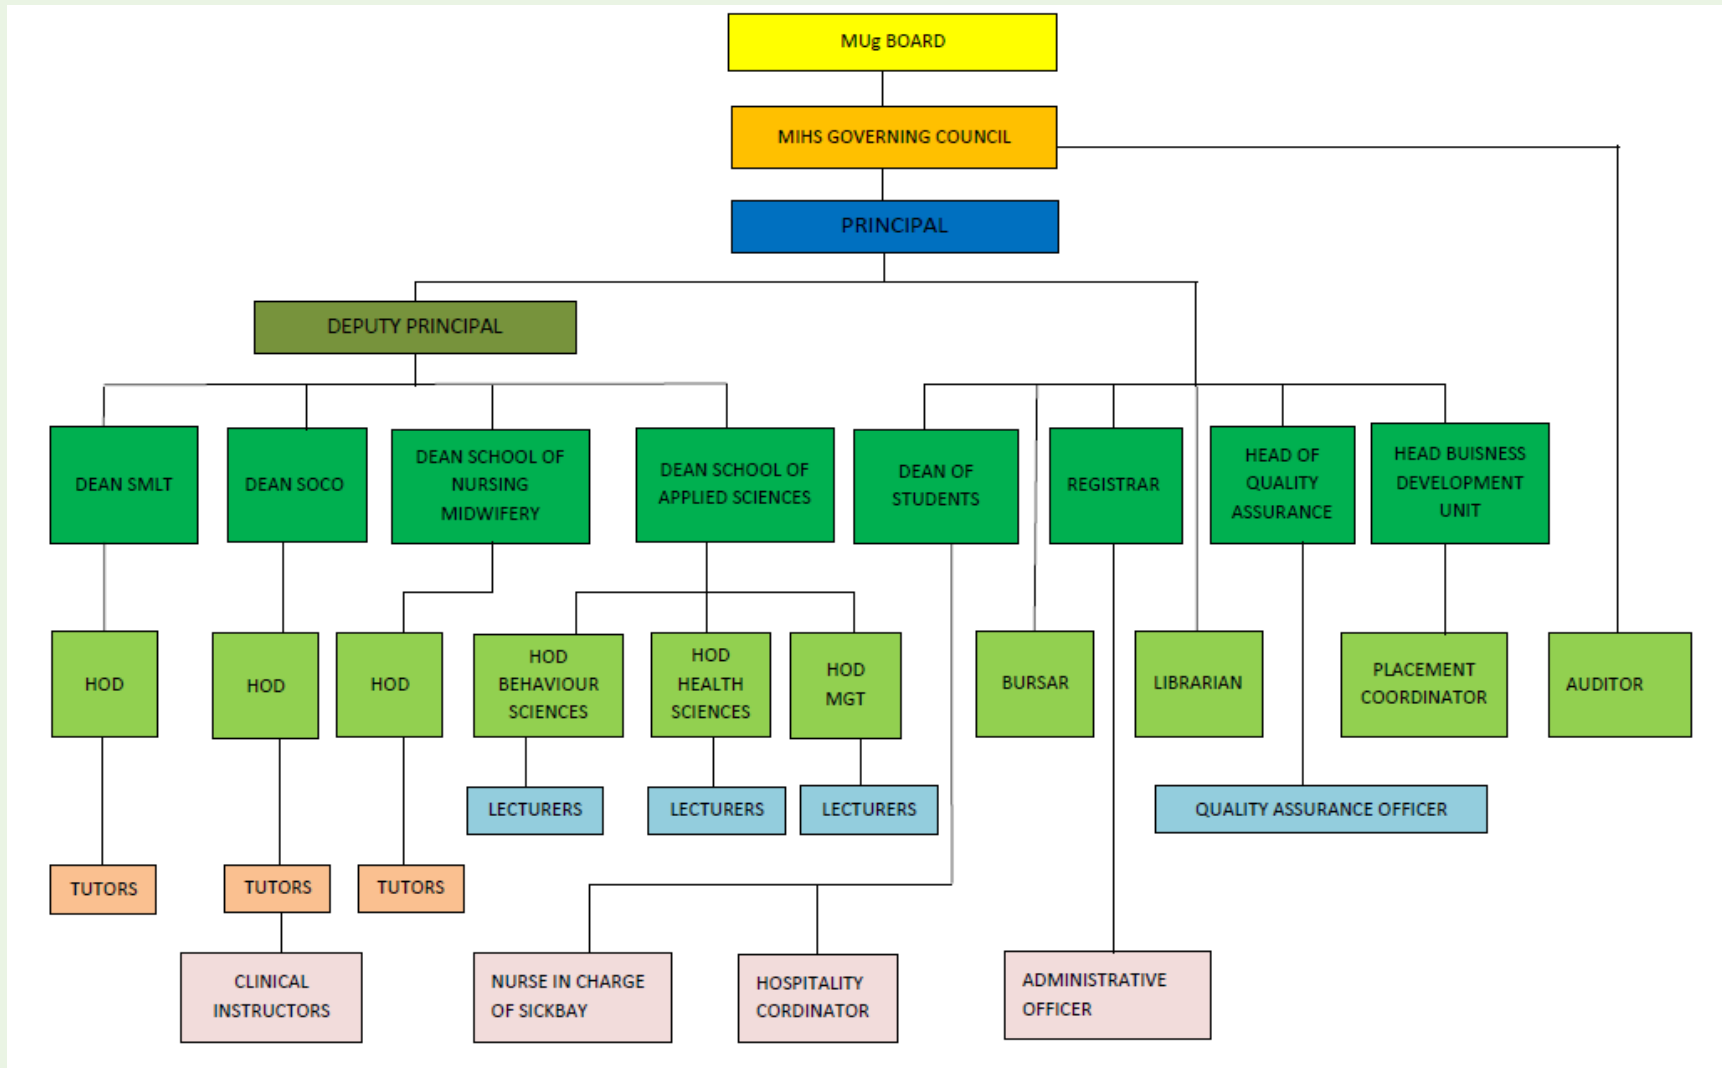 MUg BOARD
MIHS GOVERNING COUNCIL
PRINCIPAL
DEPUTY PRINCIPAL
DEAN SMLT
DEAN SOCO
DEAN SCHOOL OF
NURSING
MIDWIFERY
DEAN SCHOOL OF
APPLIED SCIENCES
DEAN OF
STUDENTS
REGISTRAR
HEAD OF
QUALITY
ASSURANCE
HEAD BUISNESS
DEVELOPMENT
UNIT
HOD
HOD
HOD
HOD
BEHAVIOUR
SCIENCES
HOD
HEALTH
SCIENCES
HOD
MGT
BURSAR
LIBRARIAN
PLACEMENT
COORDINATOR
AUDITOR
LECTURERS
LECTURERS
LECTURERS
QUALITY ASSURANCE OFFICER
TUTORS
TUTORS
TUTORS
CLINICAL
INSTRUCTORS
NURSE IN CHARGE
OF SICKBAY
HOSPITALITY
CORDINATOR
ADMINISTRATIVE
OFFICER